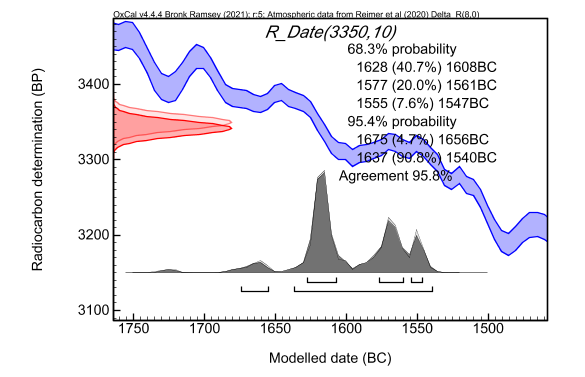 OxCal v4.4.4 Bronk Ramsey (2021); r:5; Atmospheric data from Reimer et al (2020) Delta_R(8,0)
R_Date(3350,10)
68.3% probability
1628 (40.7%) 1608BC
1577 (20.0%) 1561BC
1555 (7.6%) 1547BC
95.4% probability
1675 (4.7%) 1656BC
1637 (90.8%) 1540BC
Agreement 95.8%
Radiocarbon determination (BP)
3400
3300
3200
3100
1750 1700 1650 1600 1550 1500
Modelled date (BC)